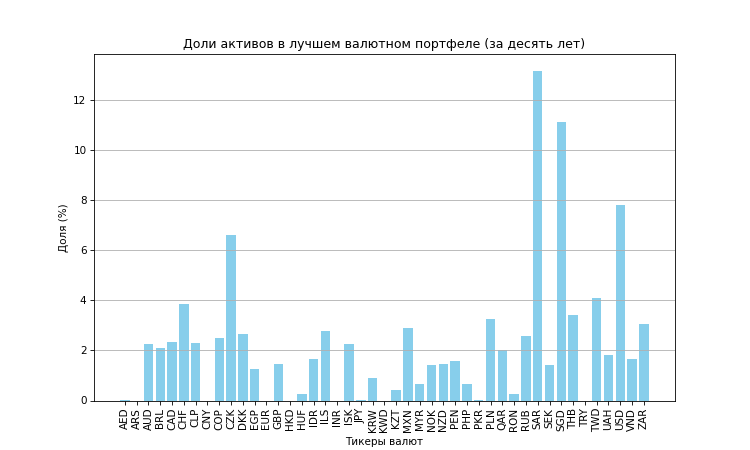 Доли активов в лучшем валютном портфеле (за десять лет)
Доля (%)
12
10
8
6
4
2
0
AED ARS AUD BRL CAD CHF CLP CNY COP CZK DKK EGP EUR GBP HKD HUF IDR ILS INR ISK JPY KRW KWD KZT MXN MYR NOK NZD PEN PHP PKR PLN QAR RON RUB SAR SEK SGD THB TRY TWD UAH USD VND ZAR
Тикеры валют